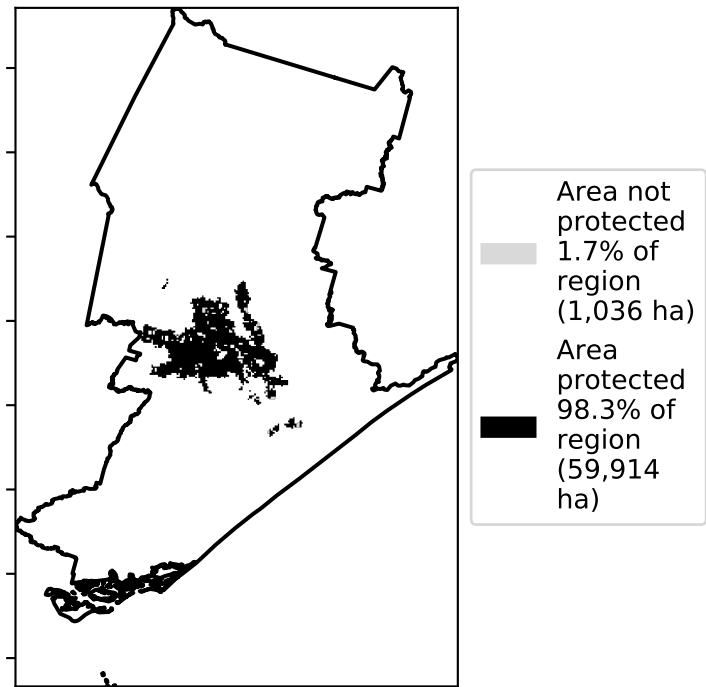 Area not
protected
1.7% of
region
(1,036 ha)
Area
protected
98.3% of
region
(59,914
ha)